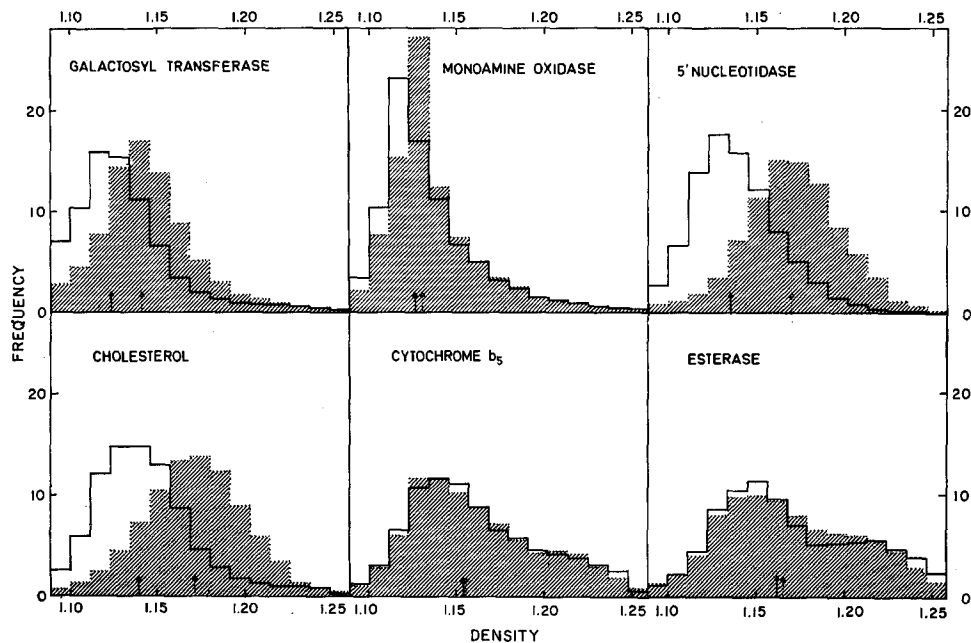 1.10 1.15 1.20 1.25 1.10 1.15 1.20 1.25 1.10 1.15 1.20 1.25
GALACTOSYL TRANSFERASE
MONOAMINE OXIDASE
5' NUCLEOTIDASE
20 20
10 10
0 0
FREQUENCY
CHOLESTEROL
CYTOCHROME b5
ESTERASE
20 20
10 10
0 0
1.10 1.15 1.20 1.25 1.10 1.15 1.20 1.25 1.10 1.15 1.20 1.25
DENSITY